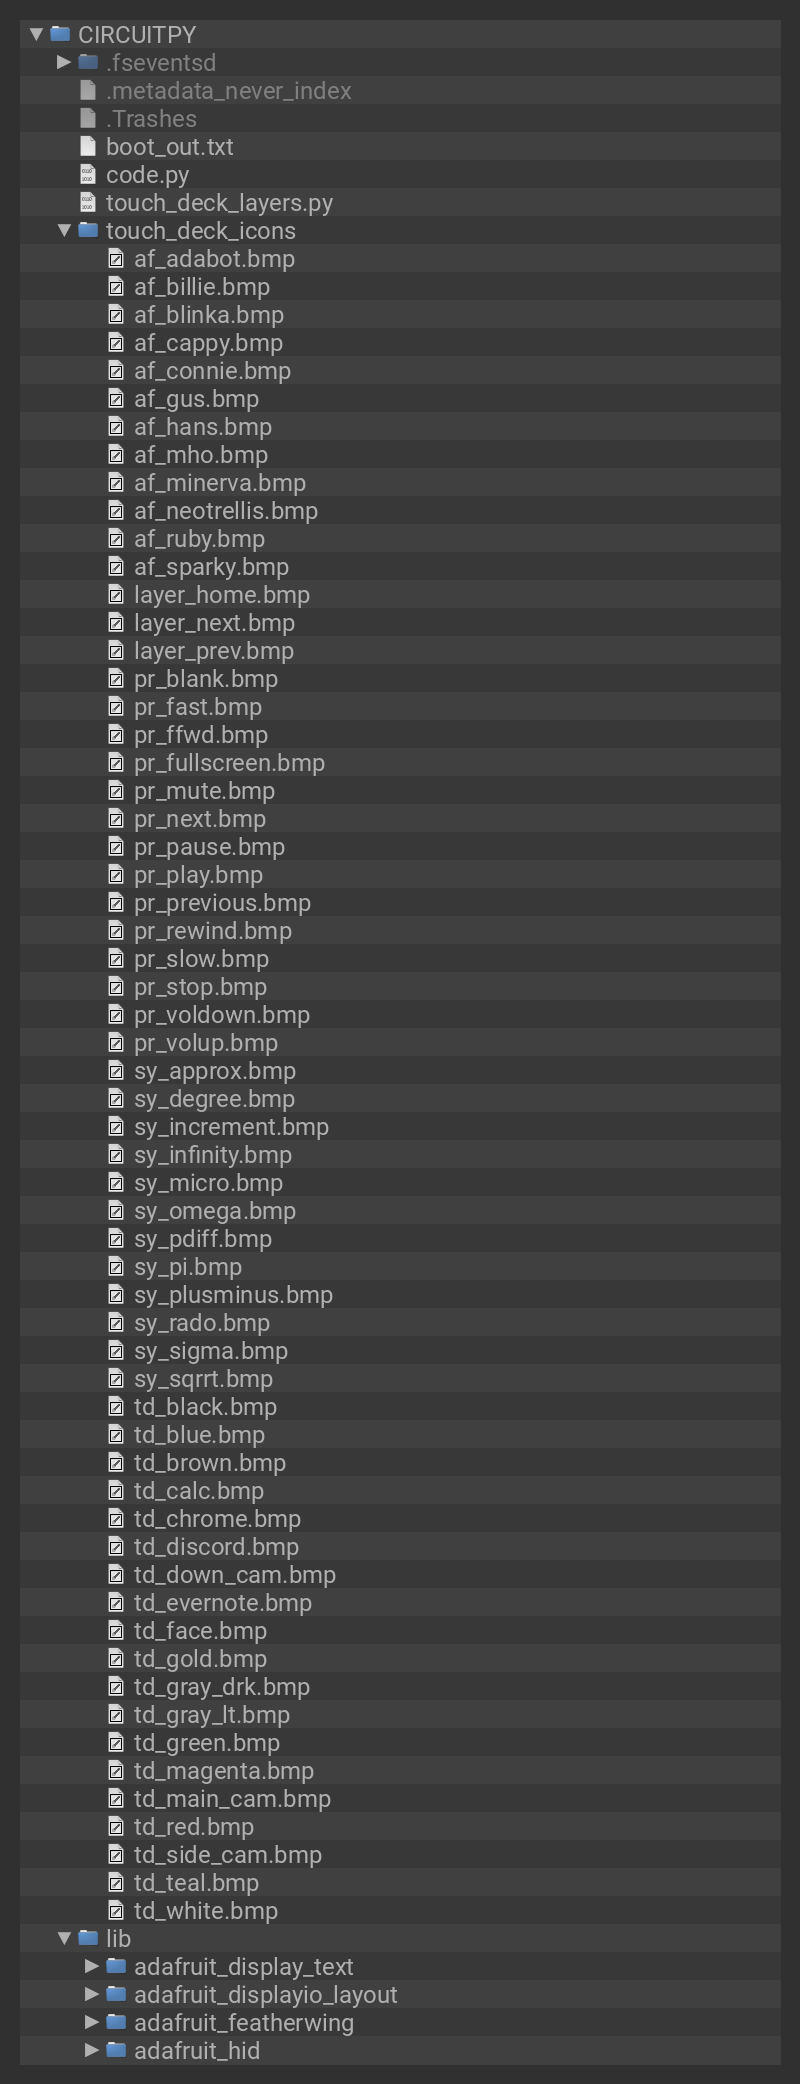 CIRCUITPY
.fseventsd
.metadata_never_index
.Trashes
boot_out.txt
code.py
touch_deck_layers.py
touch_deck_icons
af_adabot.bmp
af_billie.bmp
af_blinka.bmp
af_cappy.bmp
af_connie.bmp
af_gus.bmp
af_hans.bmp
af_mho.bmp
af_minerva.bmp
af_neotrellis.bmp
af_ruby.bmp
af_sparky.bmp
layer_home.bmp
layer_next.bmp
layer_prev.bmp
pr_blank.bmp
pr_fast.bmp
pr_ffwd.bmp
pr_fullscreen.bmp
pr_mute.bmp
pr_next.bmp
pr_pause.bmp
pr_play.bmp
pr_previous.bmp
pr_rewind.bmp
pr_slow.bmp
pr_stop.bmp
pr_voldown.bmp
pr_volup.bmp
sy_approx.bmp
sy_degree.bmp
sy_increment.bmp
sy_infinity.bmp
sy_micro.bmp
sy_omega.bmp
sy_pdiff.bmp
sy_pi.bmp
sy_plusminus.bmp
sy_rado.bmp
sy_sigma.bmp
sy_sqrrt.bmp
td_black.bmp
td_blue.bmp
td_brown.bmp
td_calc.bmp
td_chrome.bmp
td_discord.bmp
td_down_cam.bmp
td_evernote.bmp
td_face.bmp
td_gold.bmp
td_gray_drk.bmp
td_gray_lt.bmp
td_green.bmp
td_magenta.bmp
td_main_cam.bmp
td_red.bmp
td_side_cam.bmp
td_teal.bmp
td_white.bmp
lib
adafruit_display_text
adafruit_displayio_layout
adafruit_featherwing
adafruit_hid